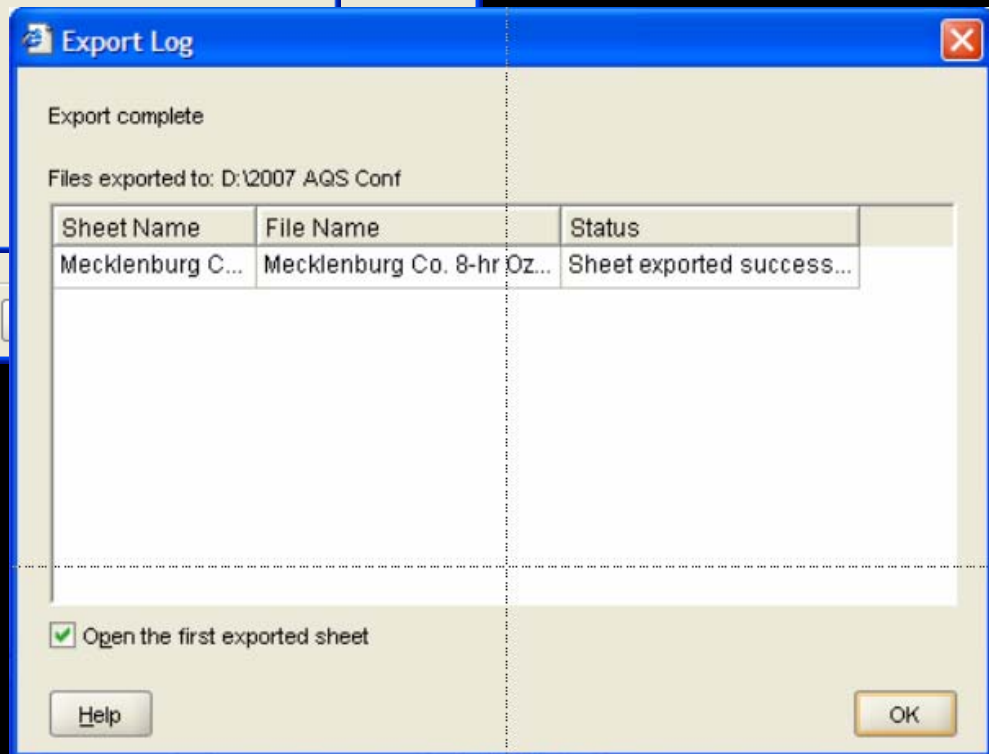 Export Log
Export complete
Files exported to: D:\2007 AQS Conf
Sheet Name File Name Status
Mecklenburg C... Mecklenburg Co. 8-hr Oz... Sheet exported success...
Open the first exported sheet
Help OK